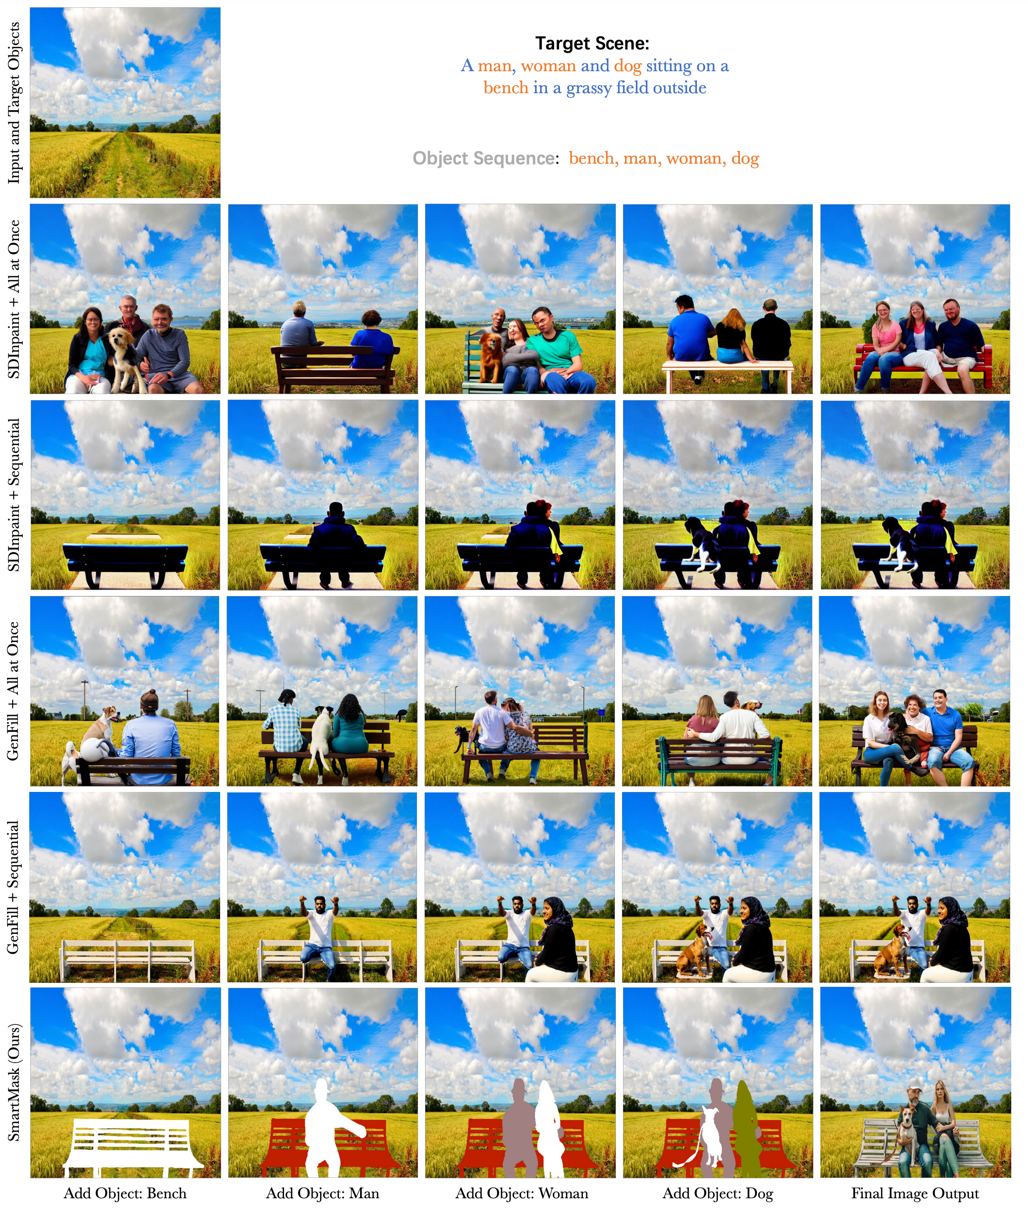 Input and Target Objects
Target Scene:
A man, woman and dog sitting on a
bench in a grassy field outside
Object Sequence: bench, man, woman, dog
SDInpaint + All at Once
SDInpaint + Sequential
GenFill + All at Once
GenFill + Sequential
SmartMask (Ours)
Add Object: Bench
Add Object: Man
Add Object: Woman
Add Object: Dog
Final Image Output